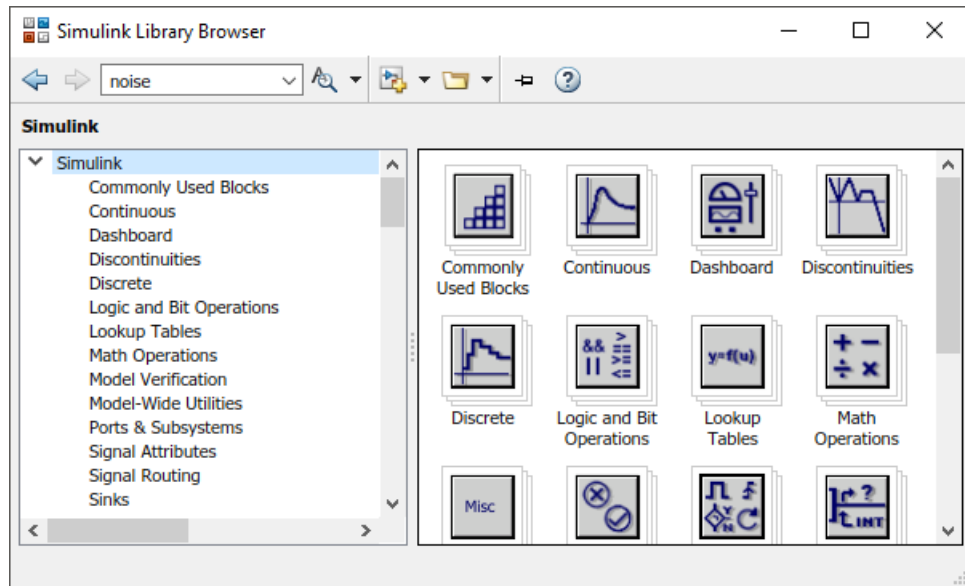 Simulink Library Browser
noise
Simulink
Simulink
Commonly Used Blocks
Continuous
Dashboard
Discontinuities
Discrete
Logic and Bit Operations
Lookup Tables
Math Operations
Model Verification
Model-Wide Utilities
Ports & Subsystems
Signal Attributes
Signal Routing
Sinks
Commonly
Used Blocks
Continuous
Dashboard
Discontinuities
&& >
== 
|| >=
<=
y=f(u)
+ −
÷ ×
Discrete
Logic and Bit
Operations
Lookup
Tables
Math
Operations
Misc
Y
N
?
INT